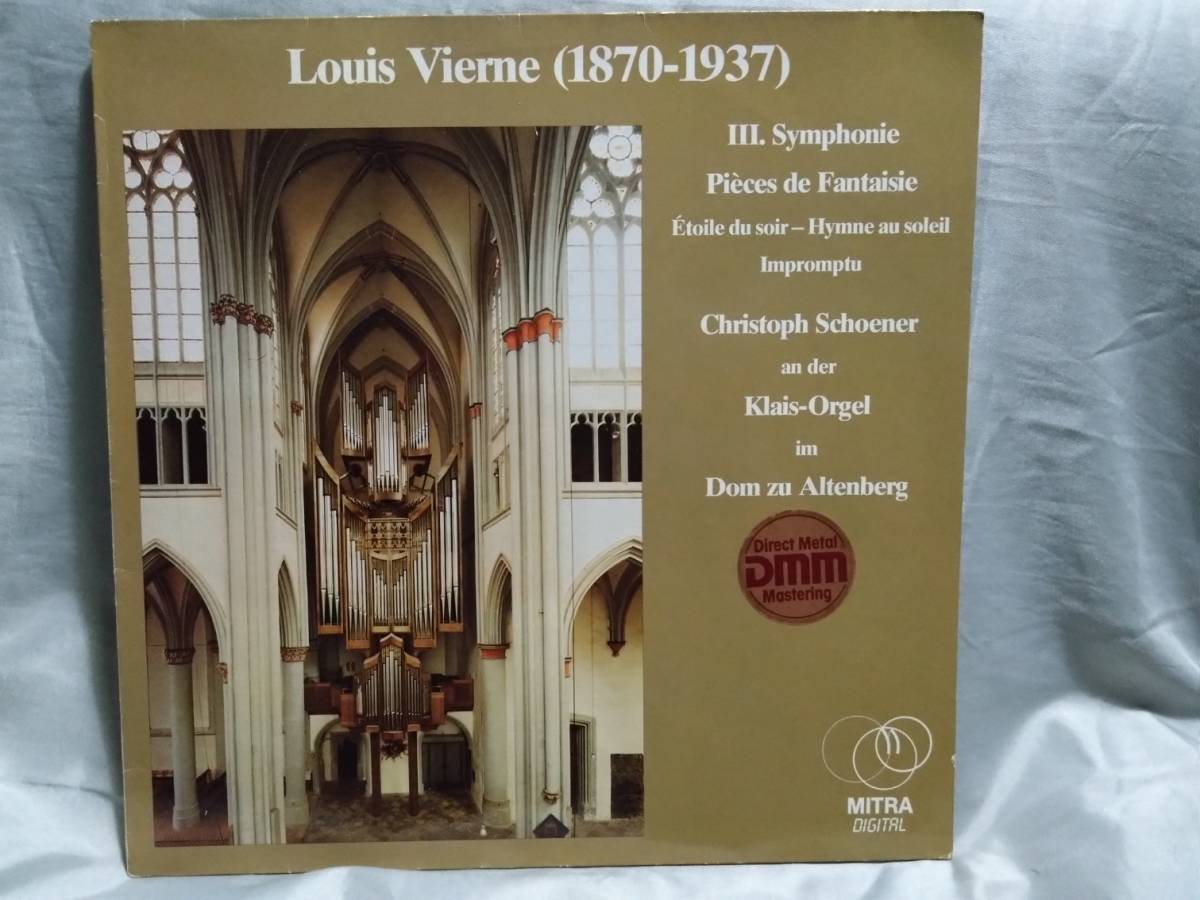 Louis Vierne (1870-1937)
III. Symphonie
Pièces de Fantaisie
Étoile du soir – Hymne au soleil
Impromptu
Christoph Schoener
an der
Klais-Orgel
im
Dom zu Altenberg
Direct Metal
DMM
Mastering
MITRA
DIGITAL